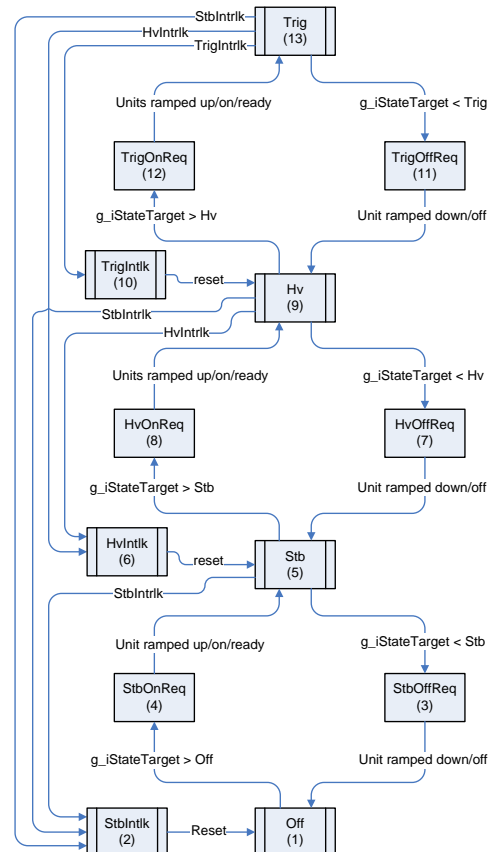 StbIntrlk
Trig
(13)
HvIntrlk
TrigIntrlk
Units ramped up/on/ready
g_iStateTarget < Trig
TrigOnReq
(12)
TrigOffReq
(11)
g_iStateTarget > Hv
Unit ramped down/off
TrigIntlk
(10)
reset
Hv
(9)
StbIntrlk
HvIntrlk
Units ramped up/on/ready
g_iStateTarget < Hv
HvOnReq
(8)
HvOffReq
(7)
g_iStateTarget > Stb
Unit ramped down/off
HvIntlk
(6)
reset
Stb
(5)
StbIntrlk
Unit ramped up/on/ready
g_iStateTarget < Stb
StbOnReq
(4)
StbOffReq
(3)
g_iStateTarget > Off
Unit ramped down/off
StbIntlk
(2)
Reset
Off
(1)